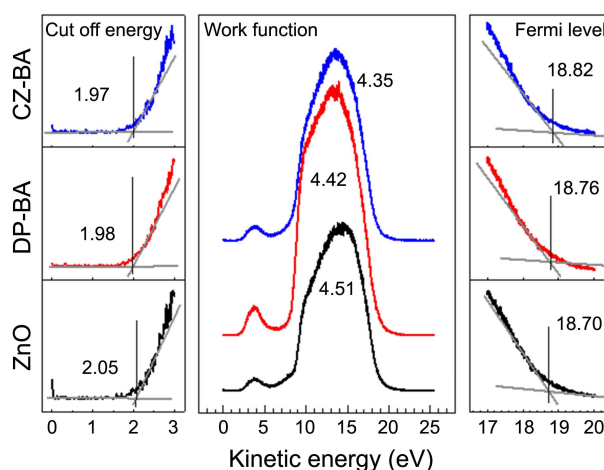 Cut off energy
Work function
Fermi level
CZ-BA
1.97
4.35
18.82
DP-BA
1.98
4.42
18.76
ZnO
2.05
4.51
18.70
0 1 2 3
0 5 10 15 20 25
17 18 19 20
Kinetic energy (eV)